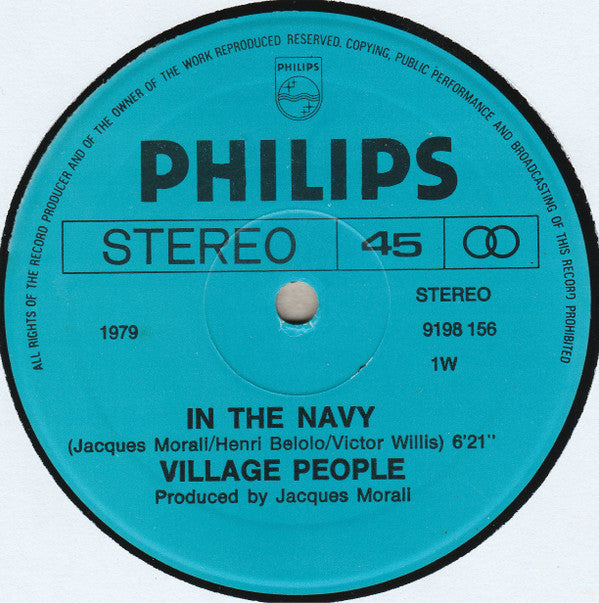 ALL RIGHTS OF THE RECORD PRODUCER AND OF THE OWNER OF THE WORK REPRODUCED RESERVED. COPYING, PUBLIC PERFORMANCE AND BROADCASTING OF THIS RECORD PROHIBITED
PHILIPS
PHILIPS
STEREO 45
STEREO
1979 9198 156
1W
IN THE NAVY
(Jacques Morali/Henri Belolo/Victor Willis) 6'21"
VILLAGE PEOPLE
Produced by Jacques Morali